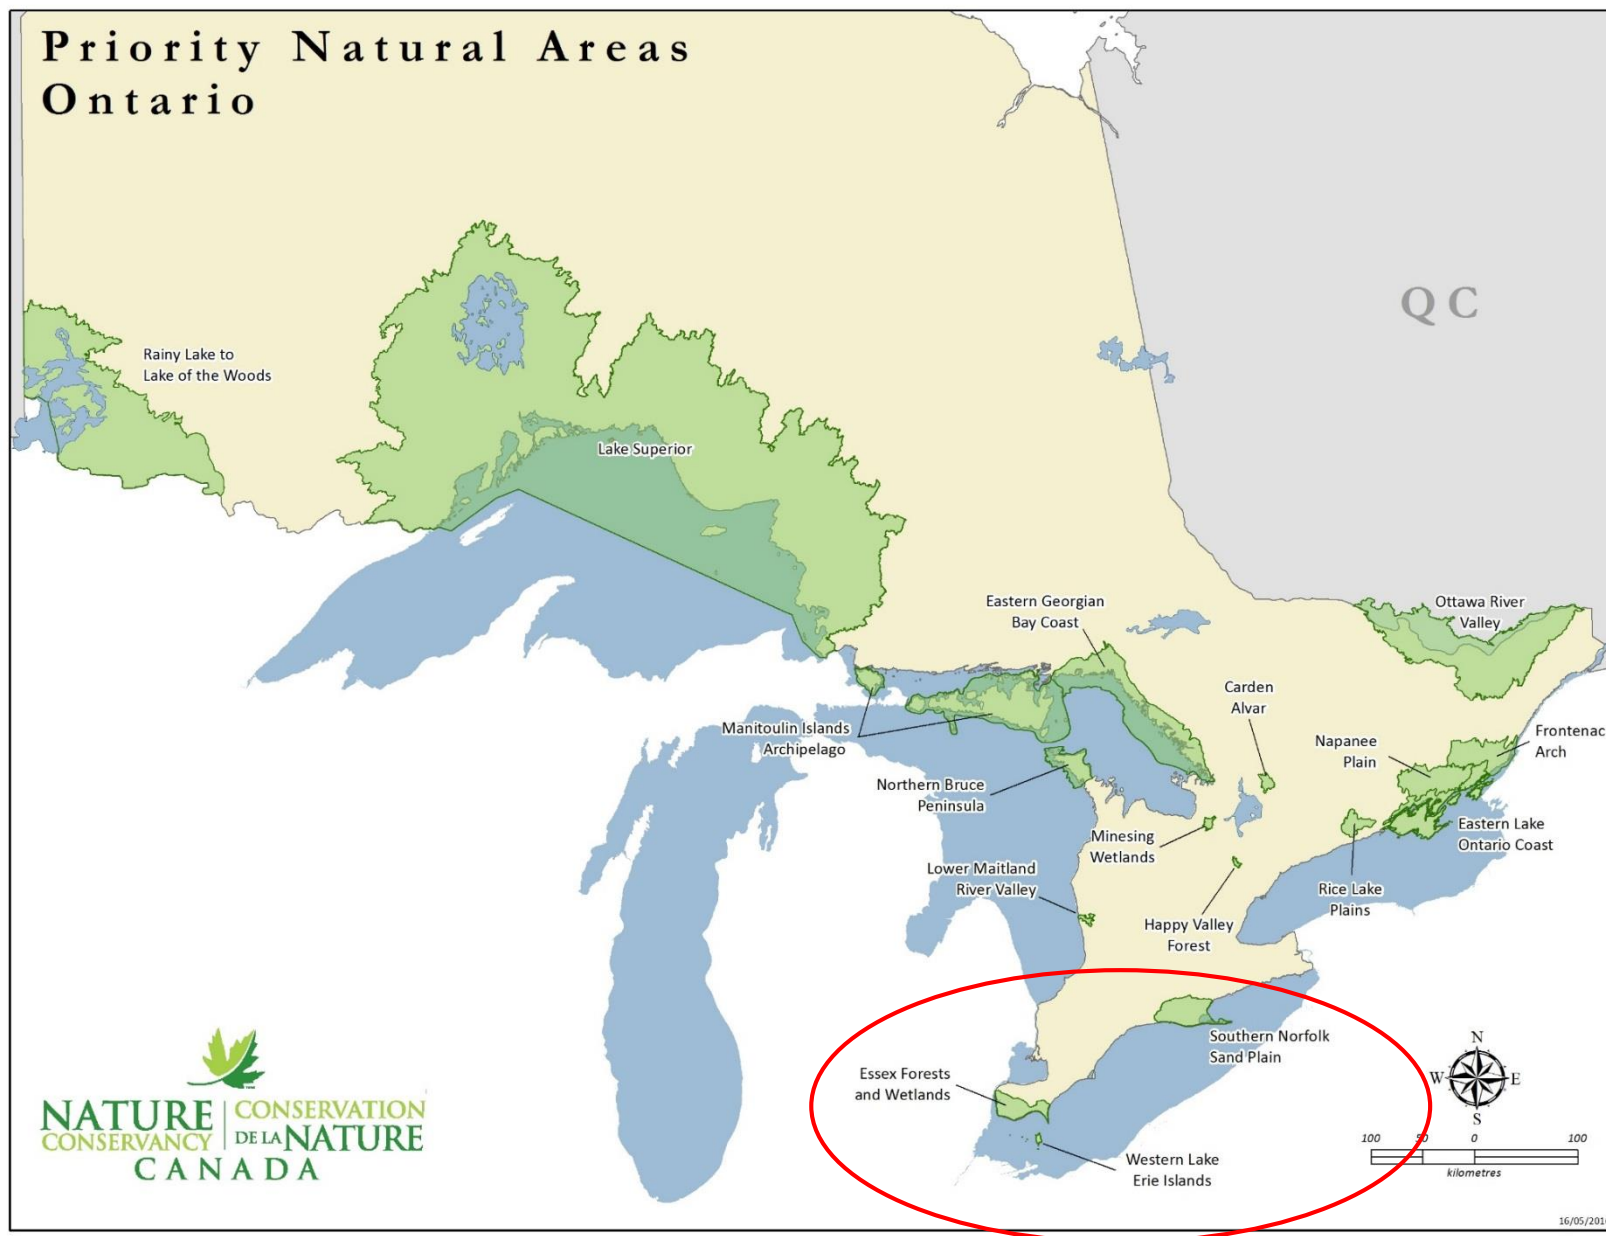 Priority Natural Areas
Ontario
QC
Rainy Lake to
Lake of the Woods
Lake Superior
Eastern Georgian
Bay Coast
Ottawa River
Valley
Carden
Alvar
Manitoulin Islands
Archipelago
Napanee
Plain
Frontenac
Arch
Northern Bruce
Peninsula
Minesing
Wetlands
Eastern Lake
Ontario Coast
Lower Maitland
River Valley
Happy Valley
Forest
Rice Lake
Plains
Southern Norfolk
Sand Plain
Essex Forests
and Wetlands
Western Lake
Erie Islands
N
W E
S
100 50 0 100
kilometres
NATURE
CONSERVANCY
CONSERVATION
DE LA NATURE
CANADA